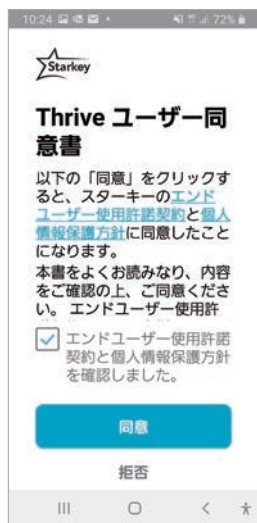 10:24
72%
Starkey
Thrive ユーザー同
意書
以下の「同意」をクリックす
ると、スターキーのエンド
ユーザー使用許諾契約と個人
情報保護方針に同意したこと
になります。
本書をよくお読みなり、内容
をご確認の上、ご同意くださ
い。 エンドユーザー使用許
エンドユーザー使用許諾
契約と個人情報保護方針
を確認しました。
同意
拒否